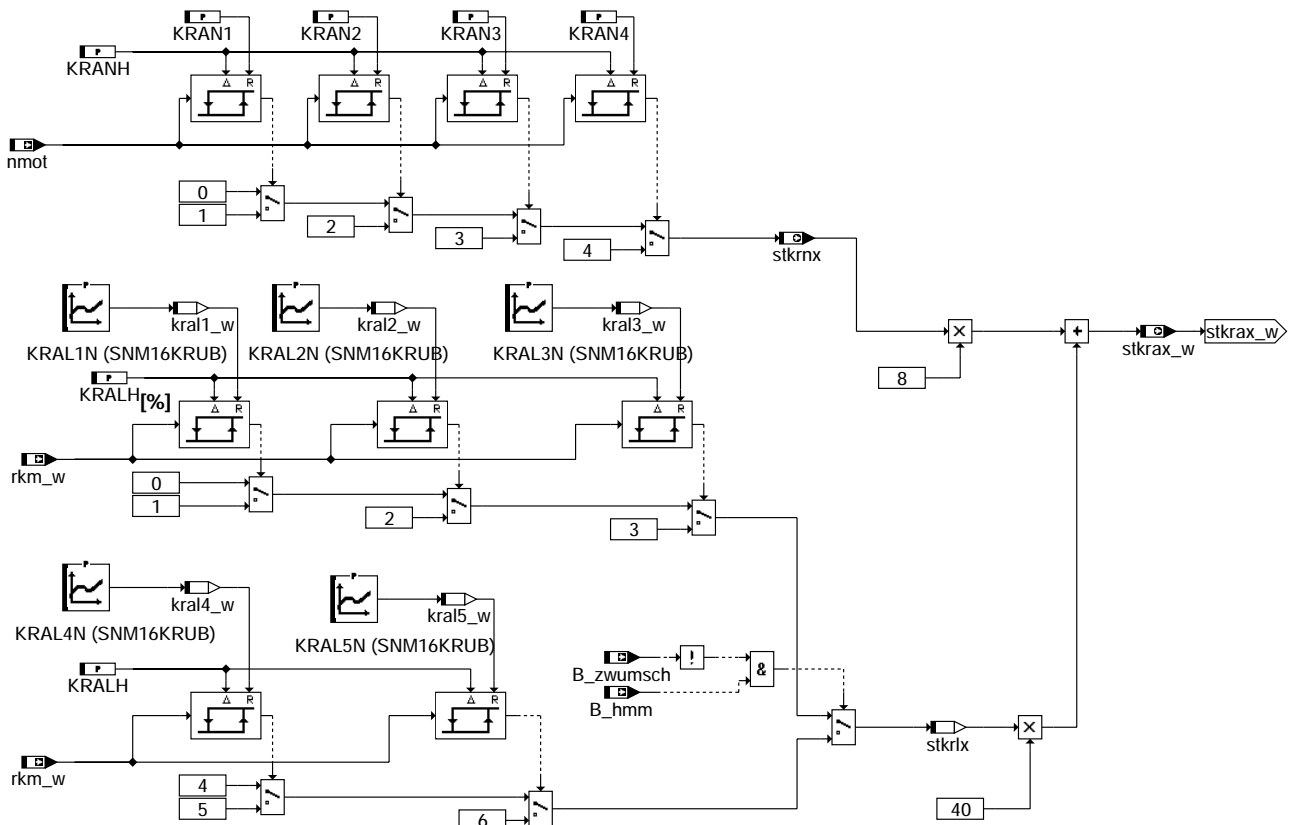 P P P P
KRAN1 KRAN2 KRAN3 KRAN4
P
KRANH
Δ R Δ R Δ R Δ R
nmot
0
1
2
3
4
stkrnx
P P P
kral1_w kral2_w kral3_w
KRAL1N (SNM16KRUB) KRAL2N (SNM16KRUB) KRAL3N (SNM16KRUB)
8
stkrax_w stkrax_w
P
KRALH [%]
Δ R Δ R Δ R
rkm_w
0
1
2
3
P P
kral4_w kral5_w
KRAL4N (SNM16KRUB) KRAL5N (SNM16KRUB)
P
KRALH
B_zwumsch ! &
B_hmm
Δ R Δ R
rkm_w
stkrlx
4
5
6
40